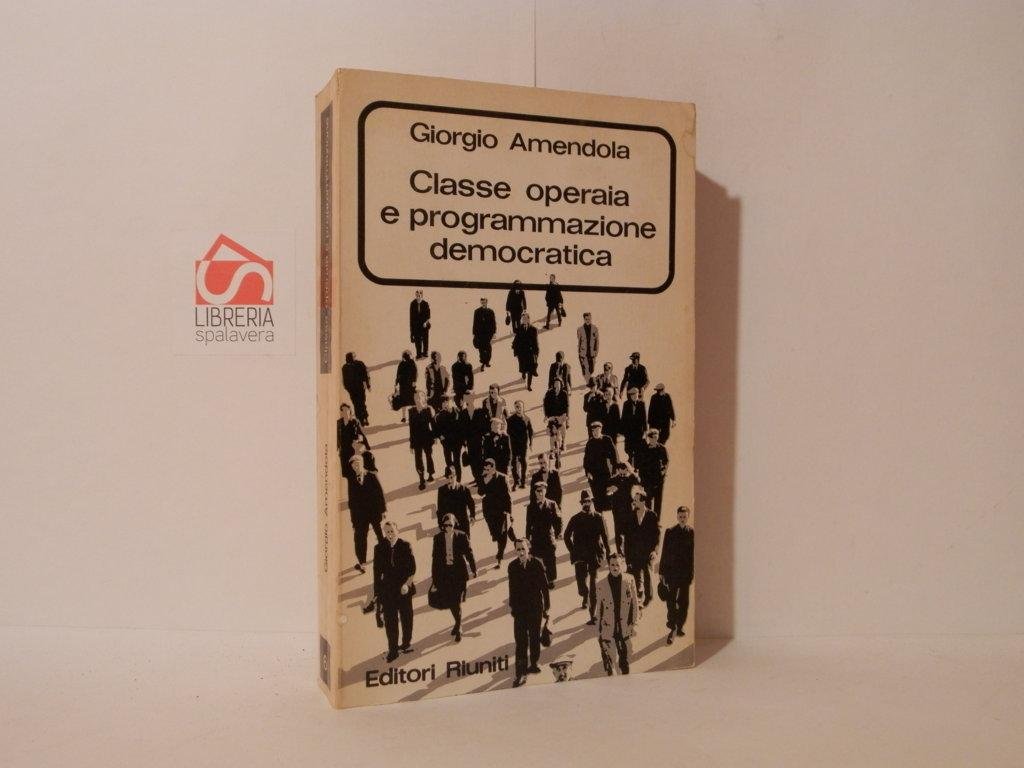 Giorgio Amendola
Classe operaia
e programmazione
democratica
Editori Riuniti
Giorgio Amendola
LIBRERIA
spalavera